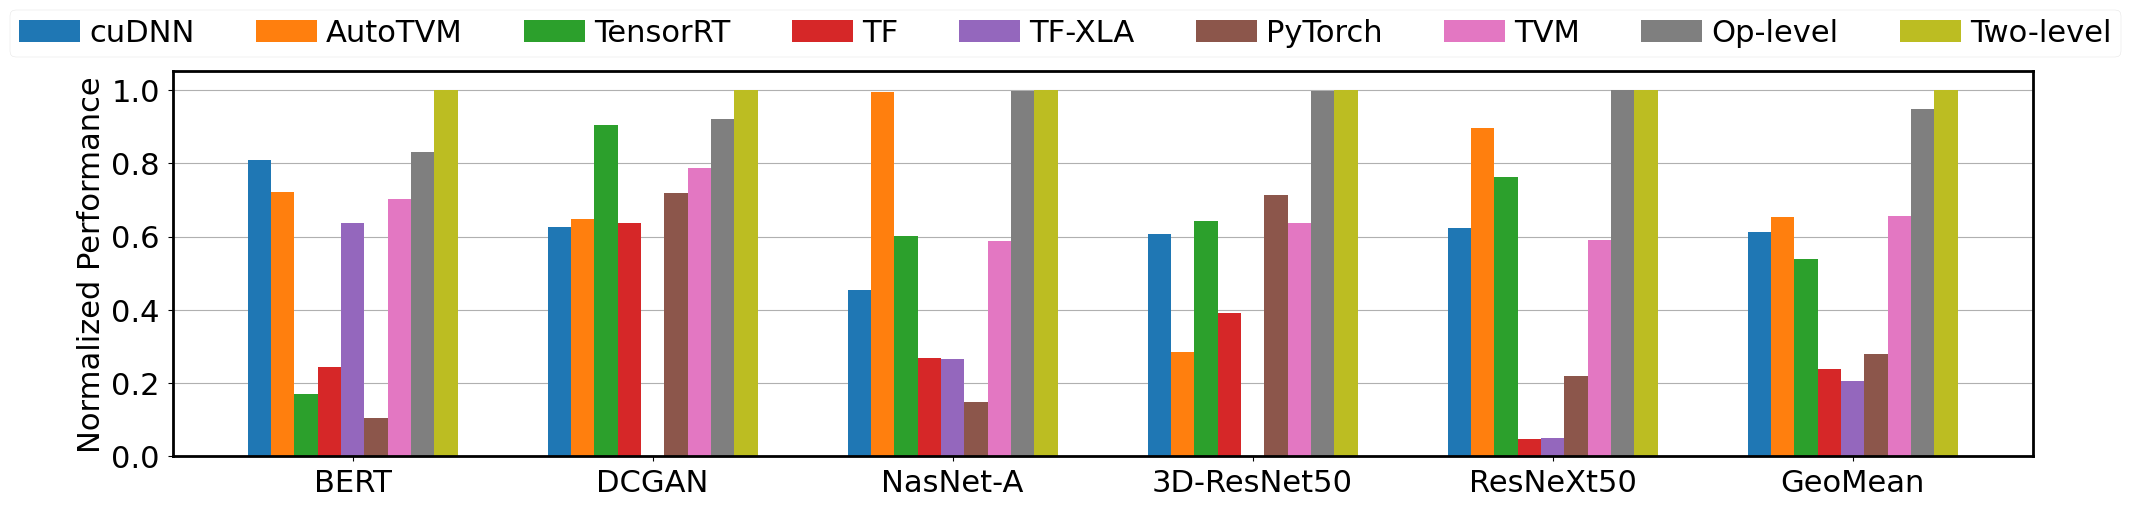 cuDNN AutoTVM TensorRT TF TF-XLA PyTorch TVM Op-level Two-level
Normalized Performance
1.0
0.8
0.6
0.4
0.2
0.0
BERT DCGAN NasNet-A 3D-ResNet50 ResNeXt50 GeoMean